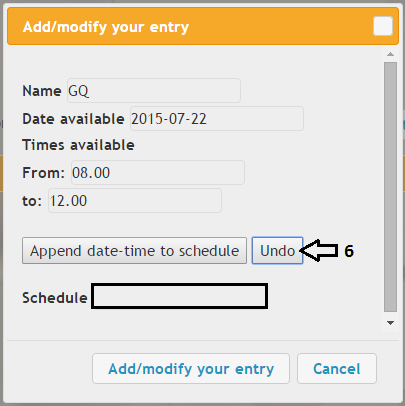 Add/modify your entry
Name GQ
Date available 2015-07-22
Times available
From: 08.00
to: 12.00
Append date-time to schedule Undo 6
Schedule
Add/modify your entry Cancel